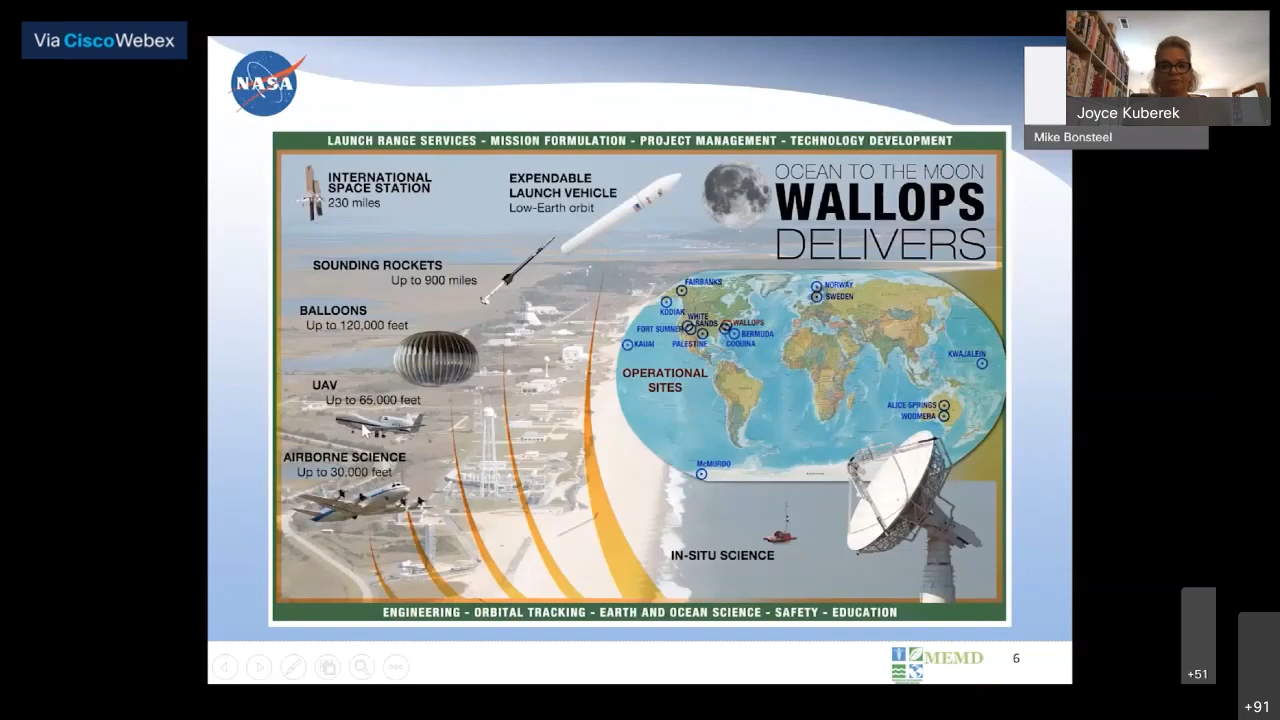 Via Cisco Webex
NASA
Joyce Kuberek
Mike Bonsteel
LAUNCH RANGE SERVICES - MISSION FORMULATION - PROJECT MANAGEMENT - TECHNOLOGY DEVELOPMENT
INTERNATIONAL
SPACE STATION
230 miles
EXPENDABLE
LAUNCH VEHICLE
Low-Earth orbit
OCEAN TO THE MOON
WALLOPS
DELIVERS
SOUNDING ROCKETS
Up to 900 miles
BALLOONS
Up to 120,000 feet
UAV
Up to 65,000 feet
AIRBORNE SCIENCE
Up to 30,000 feet
FAIRBANKS
KODIAK
WHITE
SANDS
FORT SUMNER
KAUAI
PALESTINE
WALLOPS
BERMUDA
COQUINA
NORWAY
SWEDEN
KWAJALEIN
OPERATIONAL
SITES
ALICE SPRINGS
WOOMERA
McMURDO
IN-SITU SCIENCE
ENGINEERING - ORBITAL TRACKING - EARTH AND OCEAN SCIENCE - SAFETY - EDUCATION
MEMD
6
+51
+91